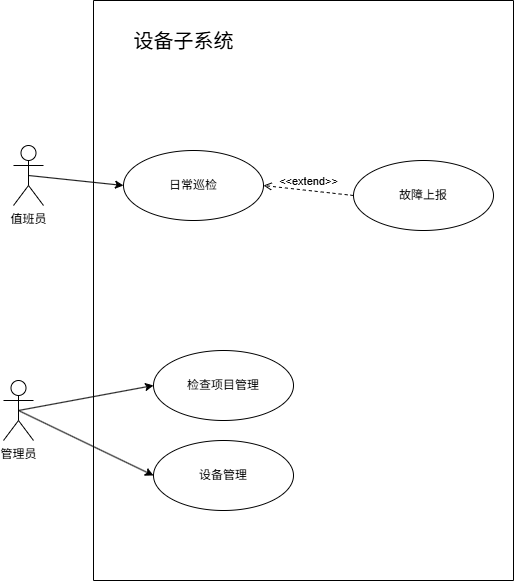 设备子系统
日常巡检
<<extend>>
故障上报
值班员
检查项目管理
管理员
设备管理